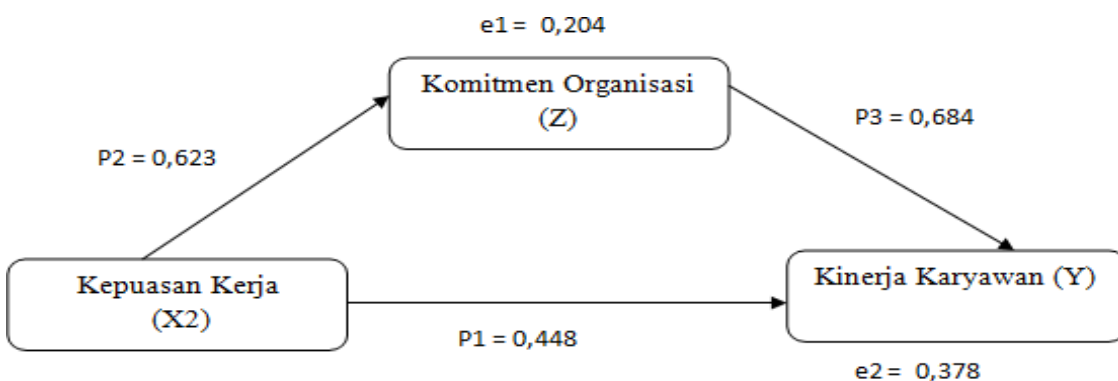 e1 = 0,204
Komitmen Organisasi
(Z)
P3 = 0,684
P2 = 0,623
Kepuasan Kerja
(X2)
Kinerja Karyawan (Y)
P1 = 0,448
e2 = 0,378